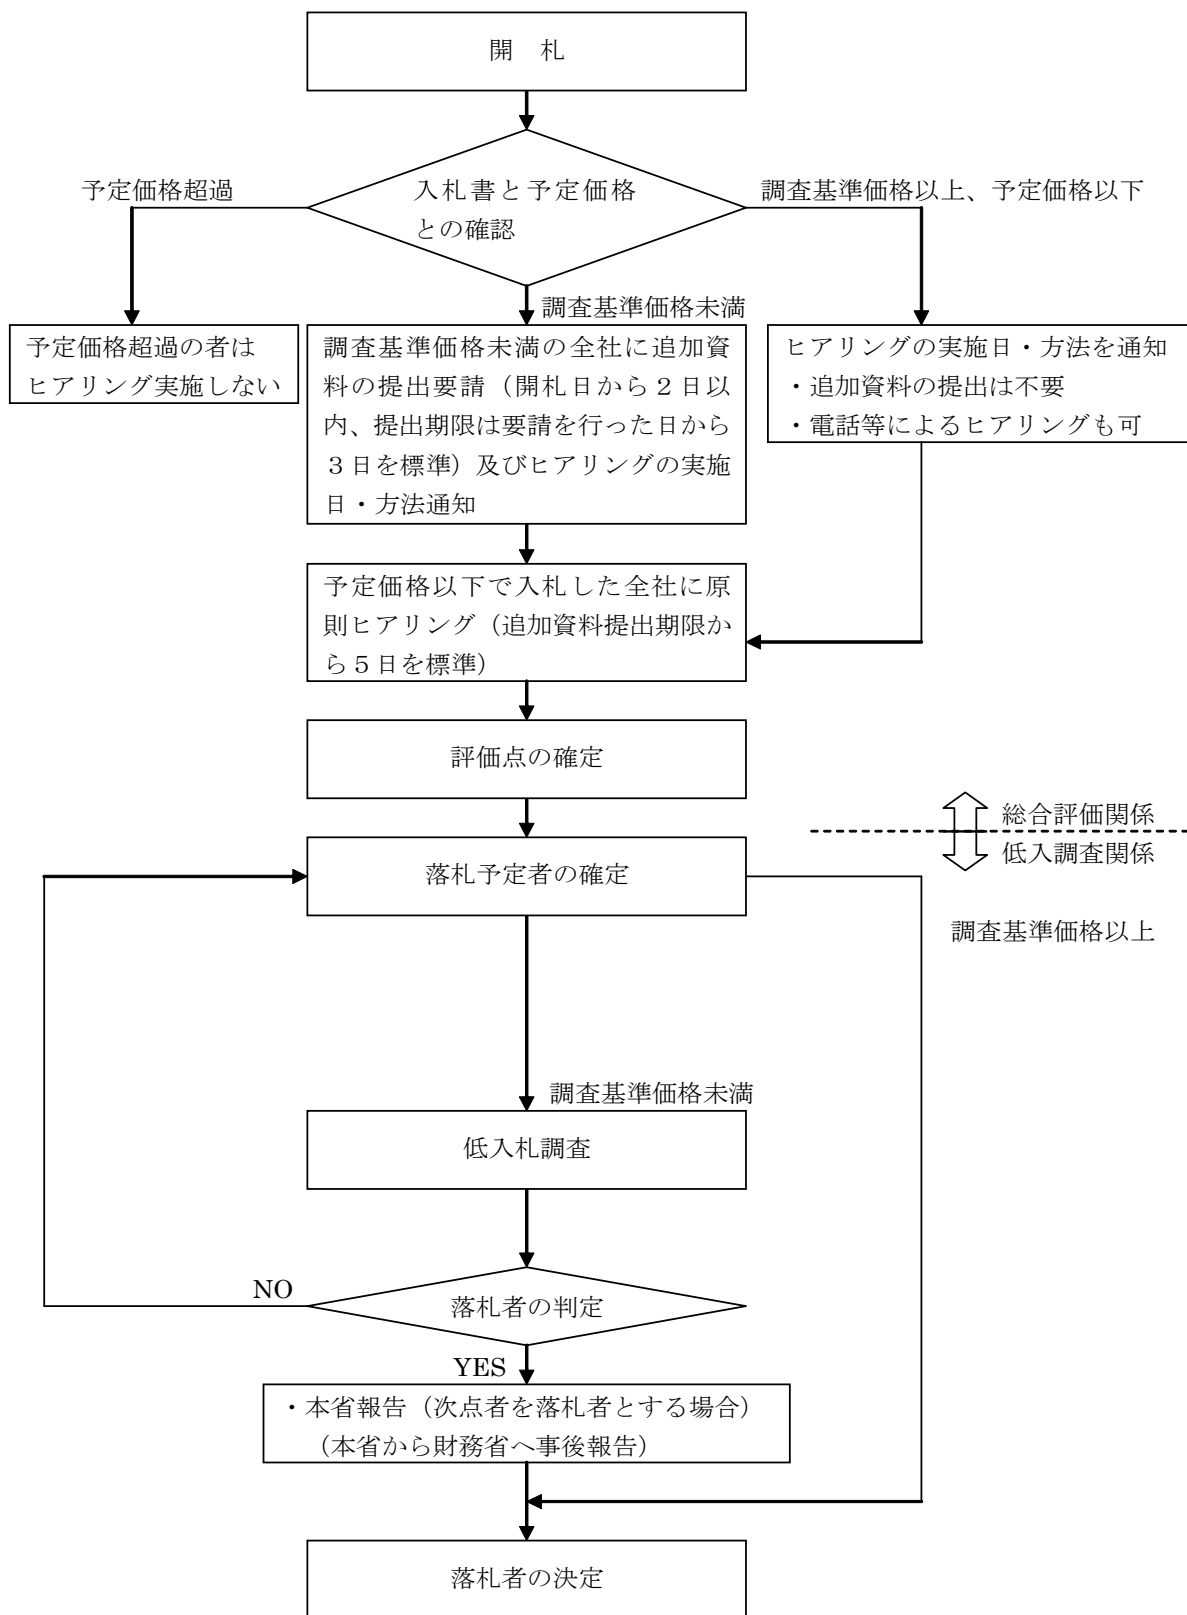 開　札
入札書と予定価格
との確認
予定価格超過
調査基準価格以上、予定価格以下
調査基準価格未満
予定価格超過の者は
ヒアリング実施しない
調査基準価格未満の全社に追加資
料の提出要請（開札日から２日以
内、提出期限は要請を行った日から
３日を標準）及びヒアリングの実施
日・方法通知
ヒアリングの実施日・方法を通知
・追加資料の提出は不要
・電話等によるヒアリングも可
予定価格以下で入札した全社に原
則ヒアリング（追加資料提出期限か
ら５日を標準）
評価点の確定
総合評価関係
低入調査関係
落札予定者の確定
調査基準価格以上
調査基準価格未満
低入札調査
落札者の判定
NO
YES
・本省報告（次点者を落札者とする場合）
（本省から財務省へ事後報告）
落札者の決定